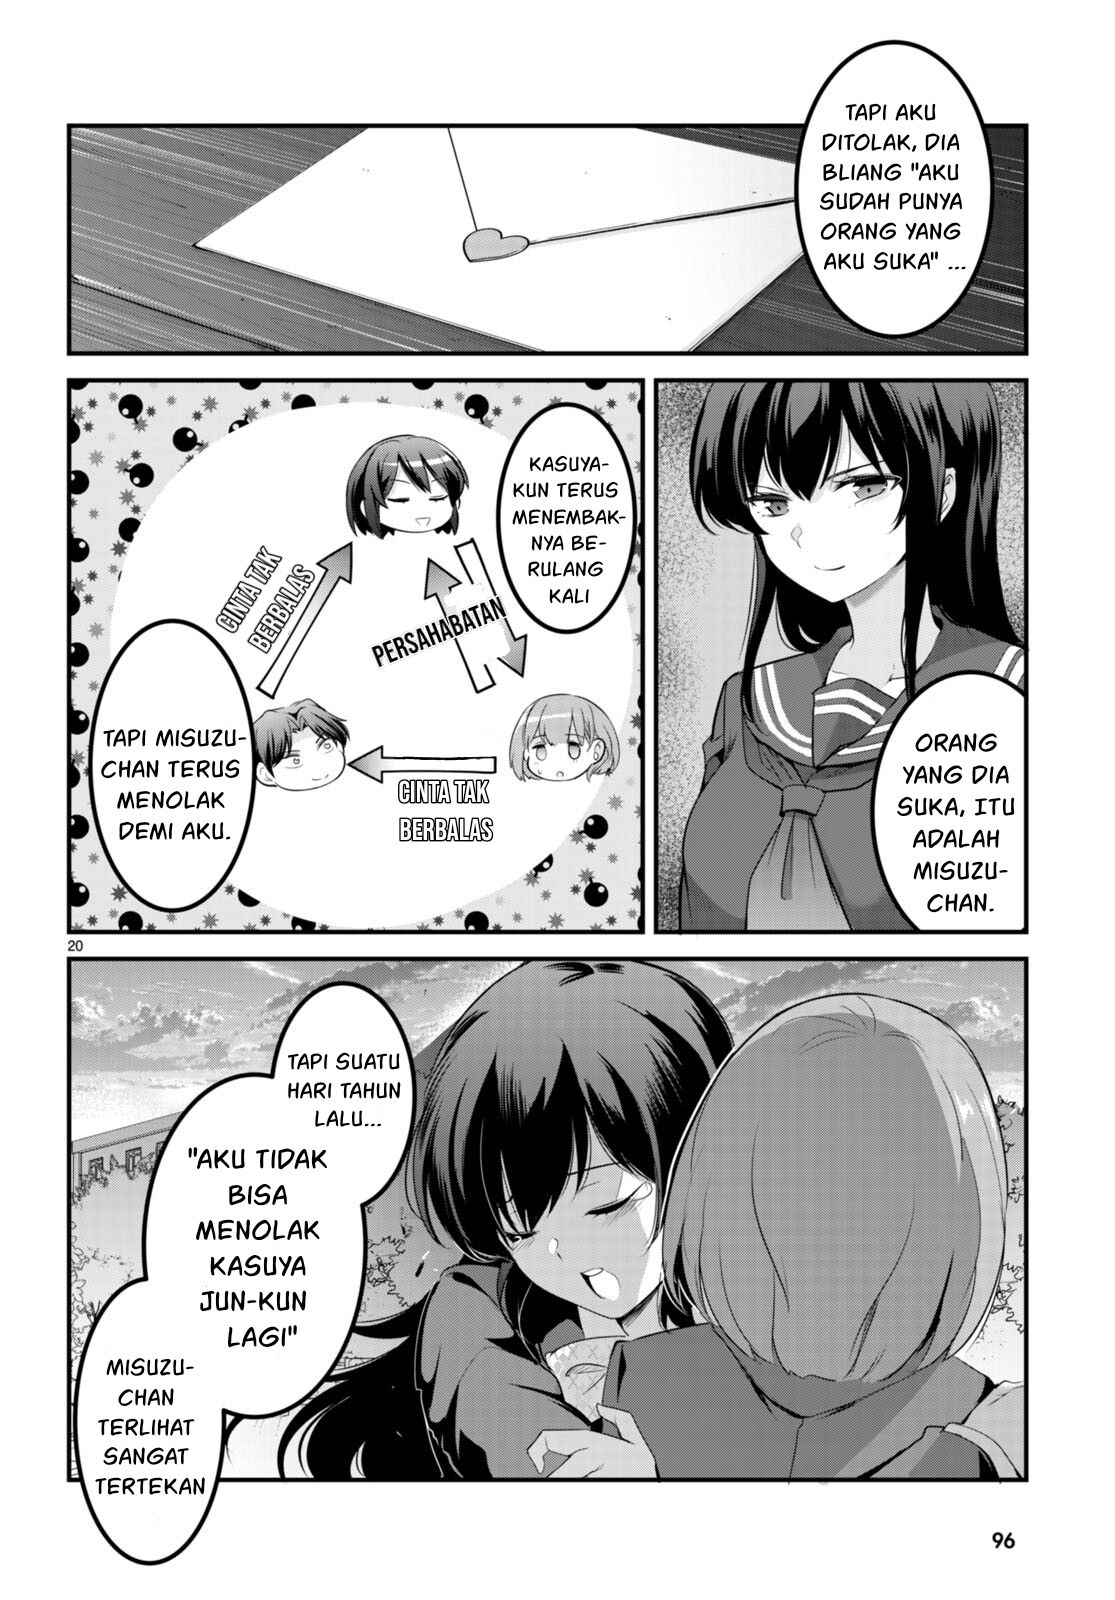 TAPI AKU
DITOLAK, DIA
BLIANG "AKU
SUDAH PUNYA
ORANG YANG
AKU SUKA" ...
KASUYA-
KUN TERUS
MENEMBAK-
NYA BE-
RULANG
KALI
CINTA TAK
BERBALAS
PERSAHABATAN
CINTA TAK
BERBALAS
TAPI MISUZU-
CHAN TERUS
MENOLAK
DEMI AKU.
ORANG
YANG DIA
SUKA, ITU
ADALAH
MISUZU-
CHAN.
20
TAPI SUATU
HARI TAHUN
LALU...
"AKU TIDAK
BISA
MENOLAK
KASUYA
JUN-KUN
LAGI"
MISUZU-
CHAN
TERLIHAT
SANGAT
TERTEKAN
96